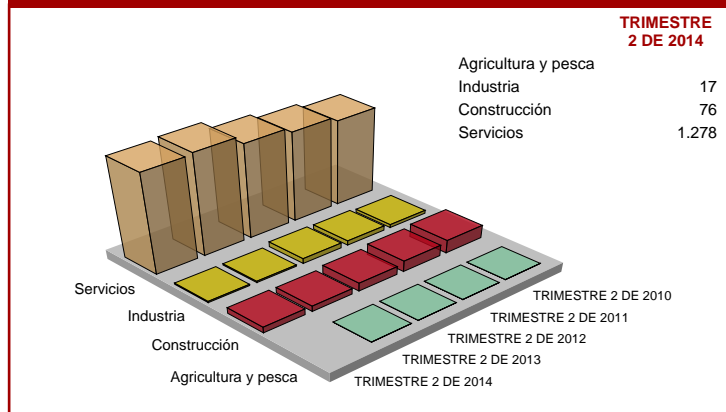 TRIMESTRE
2 DE 2014
Agricultura y pesca
Industria 17
Construcción 76
Servicios 1.278
Servicios
Industria
Construcción
Agricultura y pesca
TRIMESTRE 2 DE 2010
TRIMESTRE 2 DE 2011
TRIMESTRE 2 DE 2012
TRIMESTRE 2 DE 2013
TRIMESTRE 2 DE 2014